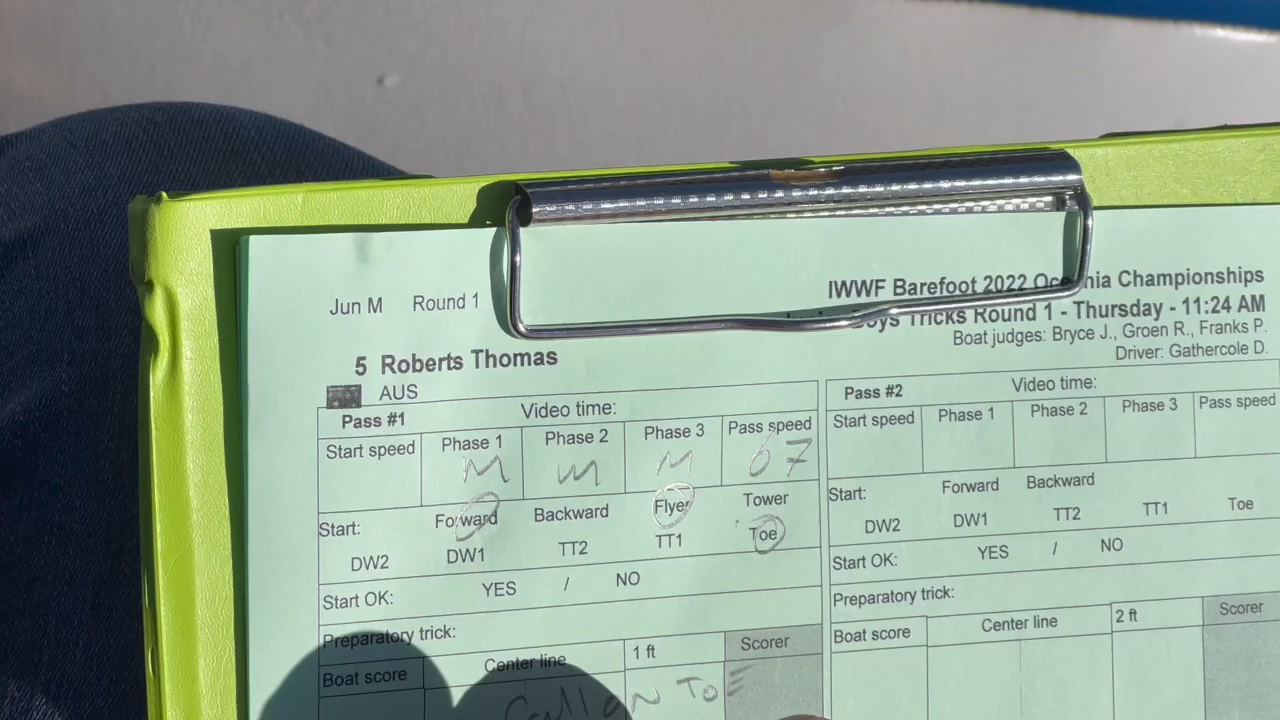 IWWF Barefoot 2022 Oceania Championships
Jun M Round 1
Boys Tricks Round 1 - Thursday - 11:24 AM
Boat judges: Bryce J., Groen R., Franks P.
Driver: Gathercole D.
5 Roberts Thomas
AUS
Pass #1 Video time:
Start speed Phase 1 Phase 2 Phase 3 Pass speed
M M M 67
Start: Forward Backward Flyer Tower
DW2 DW1 TT2 TT1 Toe
Start OK: YES / NO
Preparatory trick:
Boat score Center line 1 ft Scorer
ON TOE
Pass #2 Video time:
Start speed Phase 1 Phase 2 Phase 3 Pass speed
Start: Forward Backward
DW2 DW1 TT2 TT1 Toe
Start OK: YES / NO
Preparatory trick:
Boat score Center line 2 ft Scorer